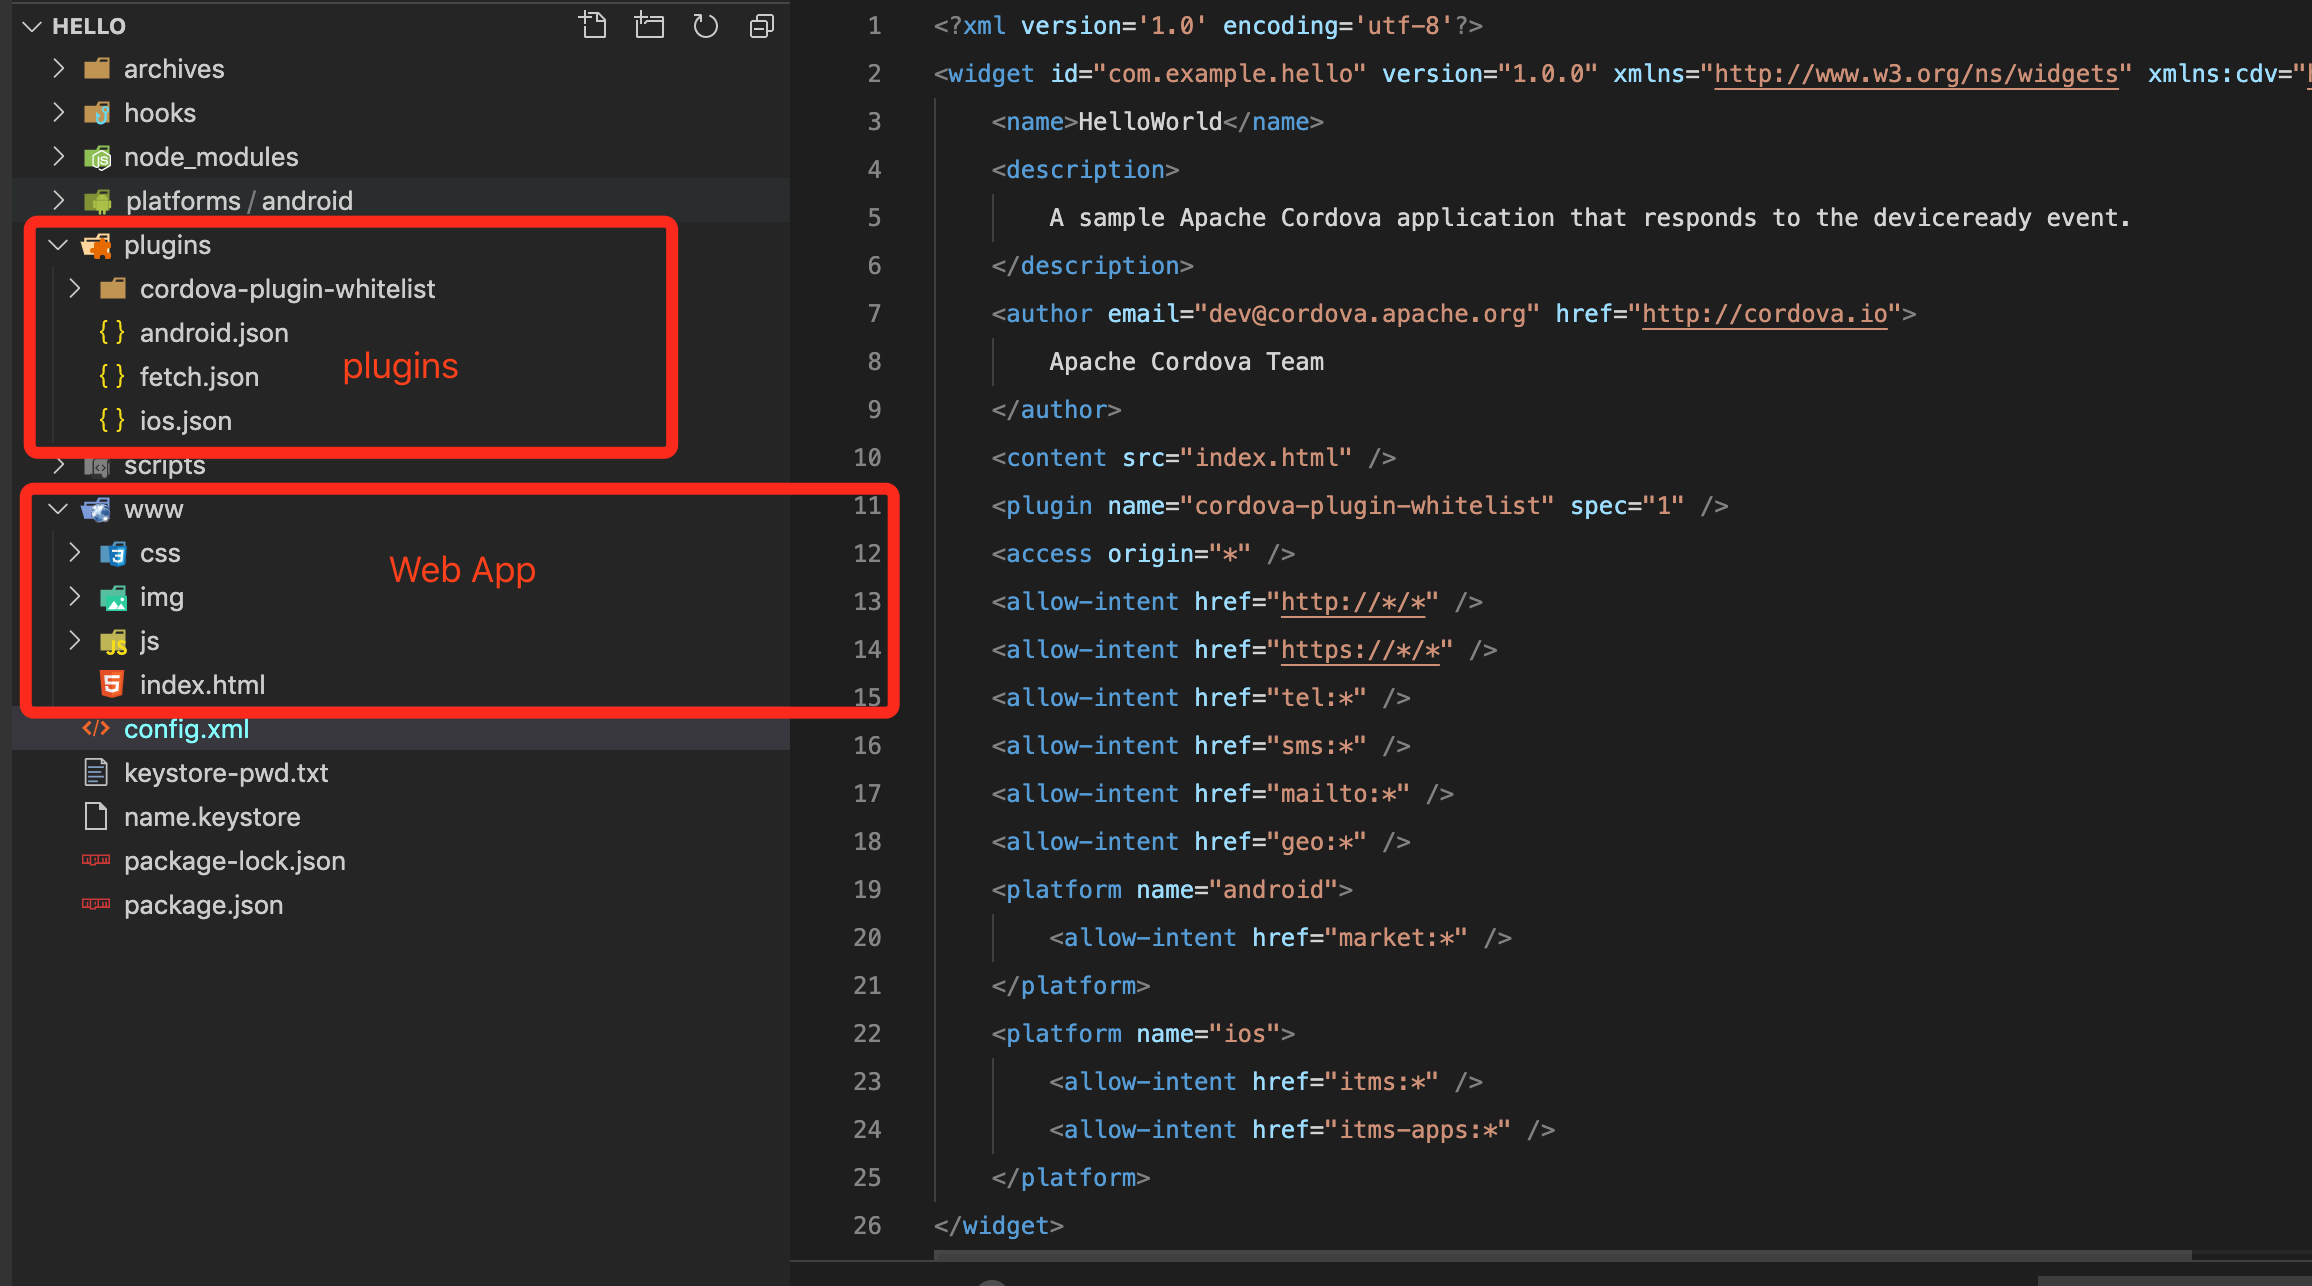 HELLO
archives
hooks
node_modules
platforms / android
plugins
cordova-plugin-whitelist
android.json
fetch.json
plugins
ios.json
scripts
www
css
Web App
img
js
index.html
config.xml
keystore-pwd.txt
name.keystore
package-lock.json
package.json
1 <?xml version='1.0' encoding='utf-8'?>
2 <widget id="com.example.hello" version="1.0.0" xmlns="http://www.w3.org/ns/widgets" xmlns:cdv="
3 <name>HelloWorld</name>
4 <description>
5 A sample Apache Cordova application that responds to the deviceready event.
6 </description>
7 <author email="dev@cordova.apache.org" href="http://cordova.io">
8 Apache Cordova Team
9 </author>
10 <content src="index.html" />
11 <plugin name="cordova-plugin-whitelist" spec="1" />
12 <access origin="*" />
13 <allow-intent href="http://*/*" />
14 <allow-intent href="https://*/*" />
15 <allow-intent href="tel:*" />
16 <allow-intent href="sms:*" />
17 <allow-intent href="mailto:*" />
18 <allow-intent href="geo:*" />
19 <platform name="android">
20 <allow-intent href="market:*" />
21 </platform>
22 <platform name="ios">
23 <allow-intent href="itms:*" />
24 <allow-intent href="itms-apps:*" />
25 </platform>
26 </widget>